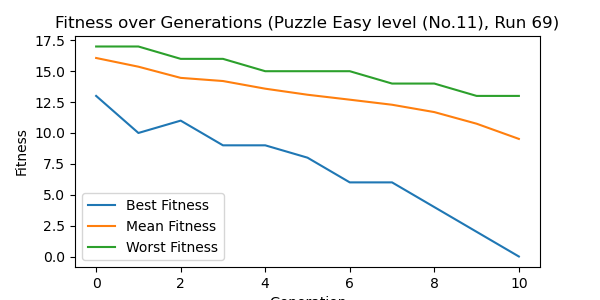 Fitness over Generations (Puzzle Easy level (No.11), Run 69)
17.5
15.0
12.5
10.0
7.5
5.0
2.5
0.0
Fitness
Best Fitness
Mean Fitness
Worst Fitness
0 2 4 6 8 10
Generation